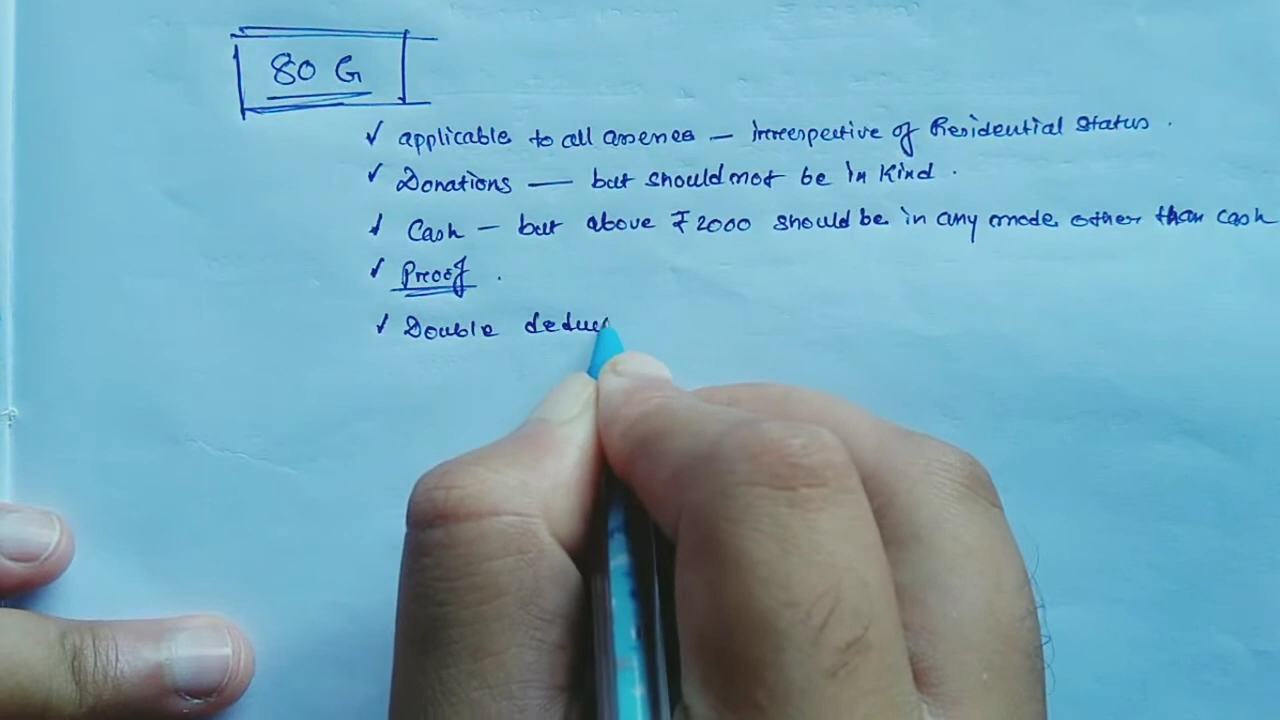 80 G
✓ applicable to all assesses — irrespective of Residential Status .
✓ Donations — but should not be in Kind .
✓ Cash — but above ₹2000 should be in any mode other than cash
✓ Proof .
✓ Double deduc